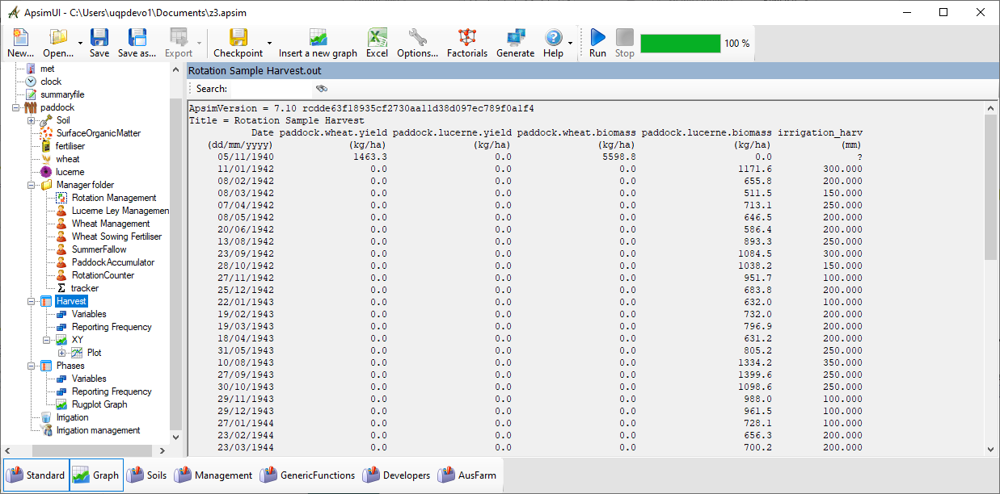 ApsimUI - C:\Users\uqpdevo1\Documents\z3.apsim
New... Open... Save Save as... Export Checkpoint Insert a new graph Excel Options... Factorials Generate Help Run Stop 100 %
met
clock
summaryfile
paddock
Soil
SurfaceOrganicMatter
fertiliser
wheat
lucerne
Manager folder
Rotation Management
Lucerne Ley Managemen
Wheat Management
Wheat Sowing Fertiliser
SummerFallow
PaddockAccumulator
RotationCounter
tracker
Harvest
Variables
Reporting Frequency
XY
Plot
Phases
Variables
Reporting Frequency
Rugplot Graph
Irrigation
Irrigation management
Rotation Sample Harvest.out
Search:
ApsimVersion = 7.10 rcdde63f18935cf2730aa11d38d097ec789f0a1f4
Title = Rotation Sample Harvest
Date paddock.wheat.yield paddock.lucerne.yield paddock.wheat.biomass paddock.lucerne.biomass irrigation_harv
(dd/mm/yyyy) (kg/ha) (kg/ha) (kg/ha) (kg/ha) (mm)
05/11/1940 1463.3 0.0 5598.8 0.0 ?
11/01/1942 0.0 0.0 0.0 1171.6 300.000
08/02/1942 0.0 0.0 0.0 655.8 200.000
08/03/1942 0.0 0.0 0.0 511.5 150.000
07/04/1942 0.0 0.0 0.0 713.1 250.000
08/05/1942 0.0 0.0 0.0 646.5 200.000
20/06/1942 0.0 0.0 0.0 586.4 200.000
13/08/1942 0.0 0.0 0.0 893.3 250.000
23/09/1942 0.0 0.0 0.0 1084.5 300.000
28/10/1942 0.0 0.0 0.0 1038.2 150.000
27/11/1942 0.0 0.0 0.0 951.7 100.000
25/12/1942 0.0 0.0 0.0 683.8 200.000
22/01/1943 0.0 0.0 0.0 632.0 100.000
19/02/1943 0.0 0.0 0.0 732.0 200.000
19/03/1943 0.0 0.0 0.0 796.9 200.000
18/04/1943 0.0 0.0 0.0 631.2 200.000
31/05/1943 0.0 0.0 0.0 805.2 250.000
10/08/1943 0.0 0.0 0.0 1334.2 350.000
27/09/1943 0.0 0.0 0.0 1399.6 250.000
30/10/1943 0.0 0.0 0.0 1098.6 250.000
29/11/1943 0.0 0.0 0.0 988.0 100.000
29/12/1943 0.0 0.0 0.0 961.5 100.000
27/01/1944 0.0 0.0 0.0 728.1 100.000
23/02/1944 0.0 0.0 0.0 656.3 200.000
23/03/1944 0.0 0.0 0.0 700.2 200.000
Standard Graph Soils Management GenericFunctions Developers AusFarm